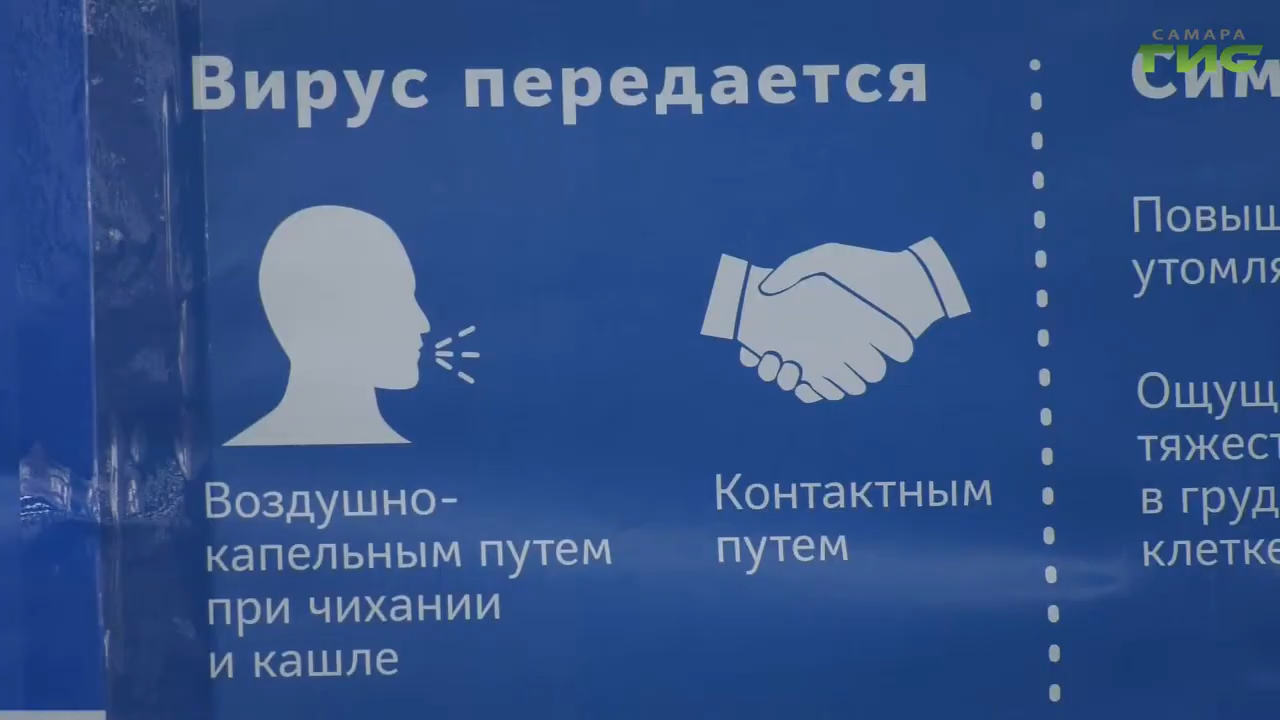 САМАРА
ГИС
Вирус передается
Воздушно-
капельным путем
при чихании
и кашле
Контактным
путем
Сим
Повыш
утомля
Ощущ
тяжест
в груд
клетке